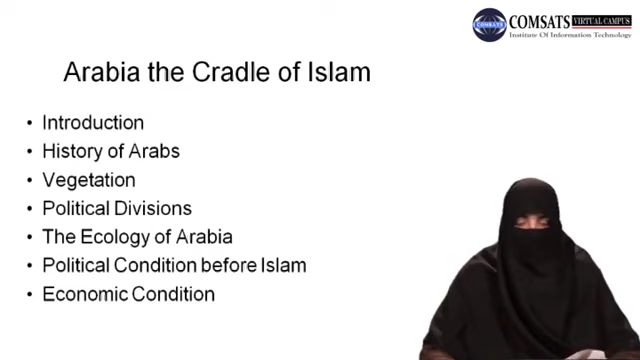 COMSATS VIRTUAL CAMPUS
Institute Of Information Technology
COMSATS
Arabia the Cradle of Islam
• Introduction
• History of Arabs
• Vegetation
• Political Divisions
• The Ecology of Arabia
• Political Condition before Islam
• Economic Condition